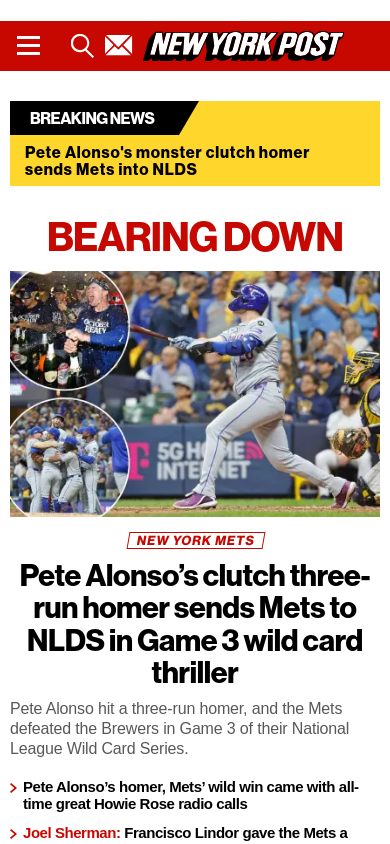 NEW YORK POST
BREAKING NEWS
Pete Alonso's monster clutch homer
sends Mets into NLDS
BEARING DOWN
OCTOBER
READY
5G HOME
INTERNET
NEW YORK METS
Pete Alonso’s clutch three-
run homer sends Mets to
NLDS in Game 3 wild card
thriller
Pete Alonso hit a three-run homer, and the Mets
defeated the Brewers in Game 3 of their National
League Wild Card Series.
Pete Alonso’s homer, Mets’ wild win came with all-
time great Howie Rose radio calls
Joel Sherman: Francisco Lindor gave the Mets a